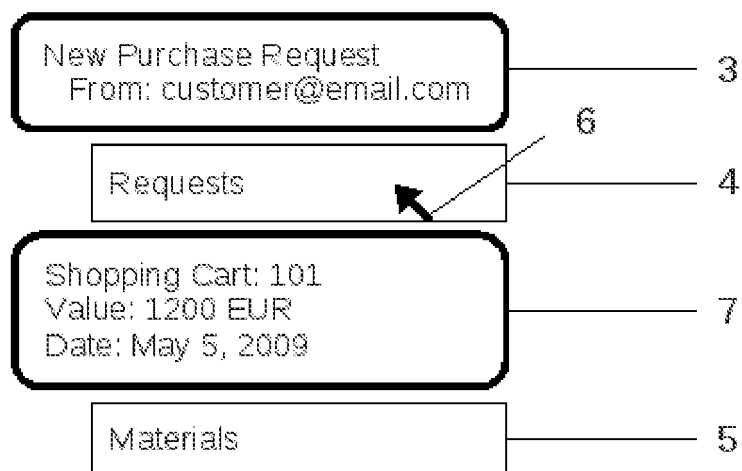 New Purchase Request
From: customer@email.com
3
6
Requests
4
Shopping Cart: 101
Value: 1200 EUR
Date: May 5, 2009
7
Materials
5